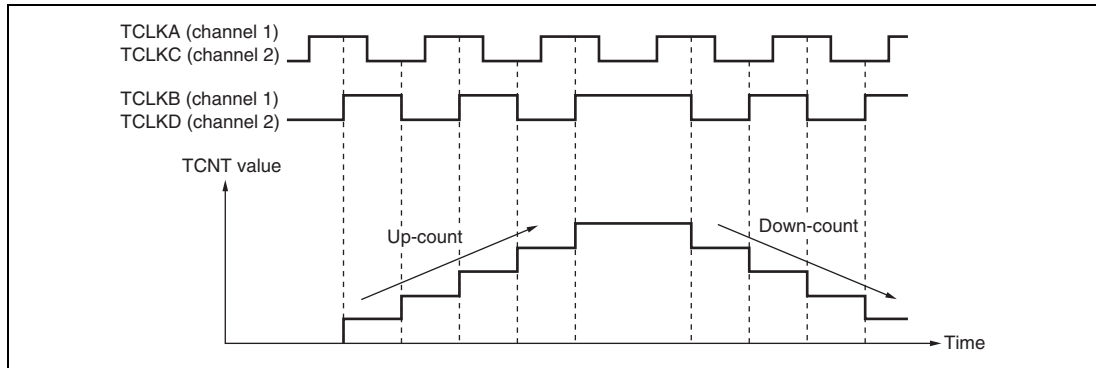 TCLKA (channel 1)
TCLKC (channel 2)
TCLKB (channel 1)
TCLKD (channel 2)
TCNT value
Up-count
Down-count
Time